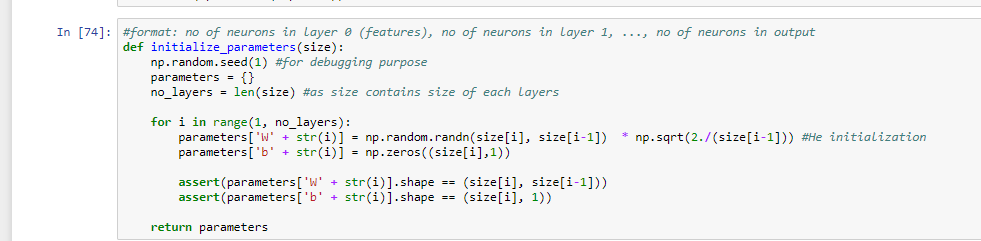 In [74]: #format: no of neurons in layer 0 (features), no of neurons in layer 1, ..., no of neurons in output
def initialize_parameters(size):
    np.random.seed(1) #for debugging purpose
    parameters = {}
    no_layers = len(size) #as size contains size of each layers

    for i in range(1, no_layers):
        parameters['W' + str(i)] = np.random.randn(size[i], size[i-1])  * np.sqrt(2./(size[i-1])) #He initialization
        parameters['b' + str(i)] = np.zeros((size[i],1))

        assert(parameters['W' + str(i)].shape == (size[i], size[i-1]))
        assert(parameters['b' + str(i)].shape == (size[i], 1))

    return parameters